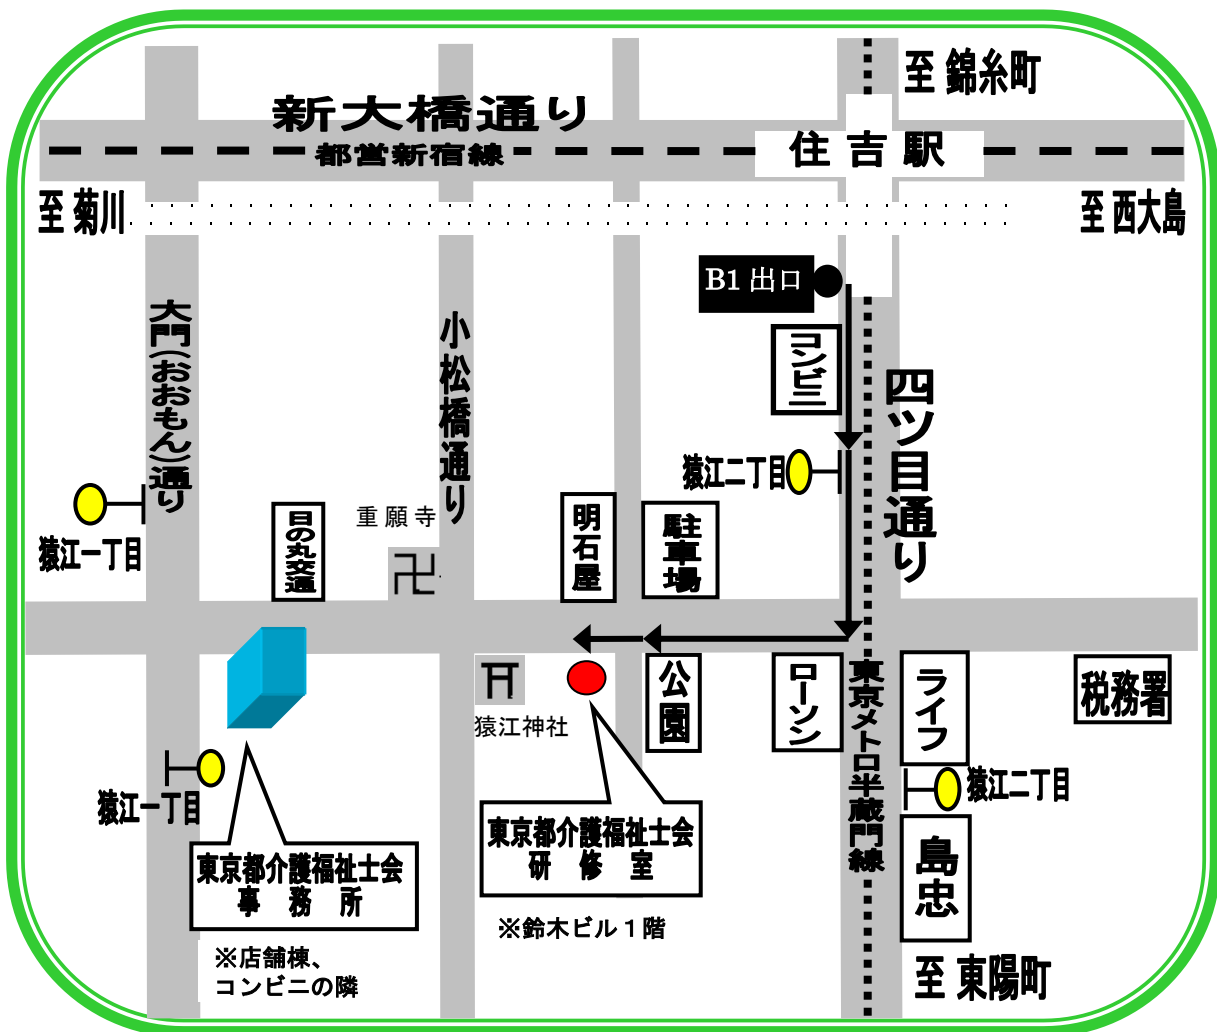 至 錦糸町
新大橋通り
都営新宿線
住吉駅
至 菊川
至 西大島
B1 出口
コンビニ
大門(おおもん)通り
小松橋通り
四ツ目通り
猿江二丁目
猿江一丁目
日の丸交通
重願寺
卍
明石屋
駐車場
猿江神社
公園
ローソン
東京メトロ半蔵門線
ライフ
税務署
猿江一丁目
猿江二丁目
東京都介護福祉士会
研 修 室
東京都介護福祉士会
事 務 所
島忠
※鈴木ビル1階
※店舗棟、
コンビニの隣
至 東陽町